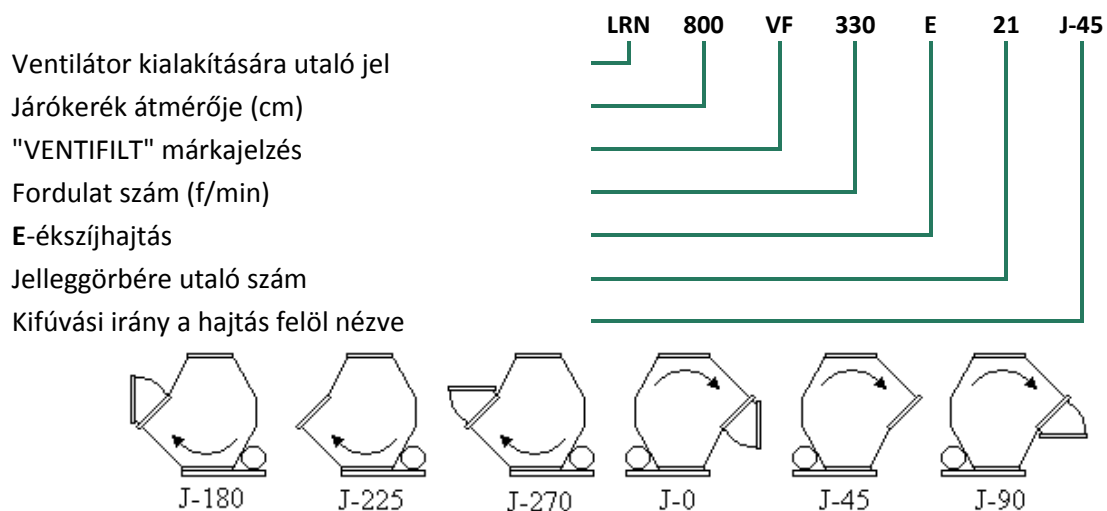 LRN 800 VF 330 E 21 J-45
Ventilátor kialakítására utaló jel
Járókerék átmérője (cm)
"VENTIFILT" márkajelzés
Fordulat szám (f/min)
E-ékszíjhajtás
Jelleggörbére utaló szám
Kifúvási irány a hajtás felöl nézve
J-180 J-225 J-270 J-0 J-45 J-90